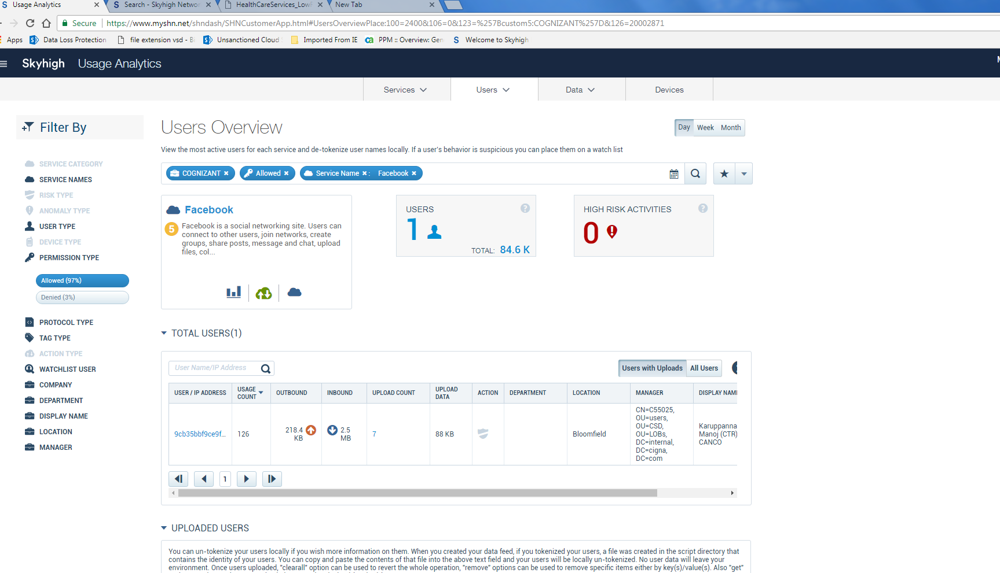 Usage Analytics
Search - Skyhigh Networ
HealthCareServices_LowR
New Tab
Secure https://www.myshn.net/shndash/SHNCustomerApp.html#UsersOverviewPlace:100=2400&106=0&123=%257Bcustom5:COGNIZANT%257D&126=20002871
Apps
Data Loss Protection
file extension vsd - Bi
Unsanctioned Cloud S
Imported From IE
ca PPM :: Overview: Gen
S Welcome to Skyhigh
Skyhigh Usage Analytics
Services
Users
Data
Devices
Filter By
SERVICE CATEGORY
SERVICE NAMES
RISK TYPE
ANOMALY TYPE
USER TYPE
DEVICE TYPE
PERMISSION TYPE
Allowed (97%)
Denied (3%)
PROTOCOL TYPE
TAG TYPE
ACTION TYPE
WATCHLIST USER
COMPANY
DEPARTMENT
DISPLAY NAME
LOCATION
MANAGER
Users Overview
Day Week Month
View the most active users for each service and de-tokenize user names locally. If a user's behavior is suspicious you can place them on a watch list
COGNIZANT
Allowed
Service Name : Facebook
Facebook
5
Facebook is a social networking site. Users can
connect to other users, join networks, create
groups, share posts, message and chat, upload
files, col...
USERS
?
1
TOTAL: 84.6 K
HIGH RISK ACTIVITIES
?
0
TOTAL USERS(1)
User Name/IP Address
Users with Uploads
All Users
USER / IP ADDRESS
USAGE
COUNT
OUTBOUND
INBOUND
UPLOAD COUNT
UPLOAD
DATA
ACTION
DEPARTMENT
LOCATION
MANAGER
DISPLAY NAME
9cb35bbf9ce9f...
126
218.4
KB
2.5
MB
7
88 KB
Bloomfield
CN=C55025,
OU=users,
OU=CSD,
OU=LOBs,
DC=internal,
DC=cigna,
DC=com
Karuppanna
Manoj (CTR)
CANCO
1
UPLOADED USERS
You can un-tokenize your users locally if you wish more information on them. When you created your data feed, if you tokenized your users, a file was created in the script directory that
contains the identity of your users. You can copy and paste the contents of that file into the above text field and your users will be locally un-tokenized. No user data will leave your
environment. Once users uploaded, "clearall" option can be used to revert the whole operation, "remove" options can be used to remove specific items either by key(s)/value(s). Also "get"